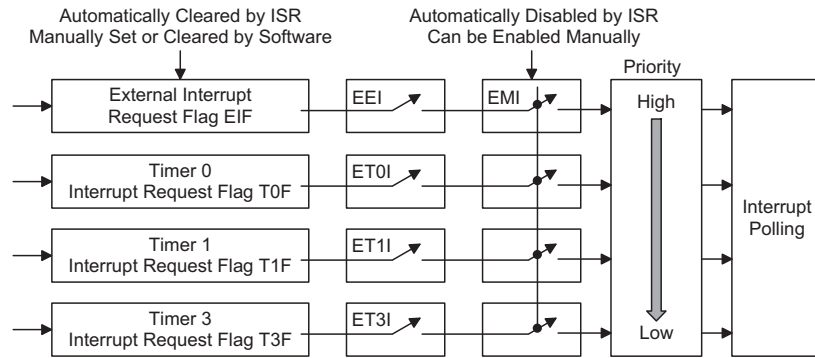 Automatically Cleared by ISR
Manually Set or Cleared by Software
Automatically Disabled by ISR
Can be Enabled Manually
Priority
External Interrupt
Request Flag EIF
EEI
EMI
High
Timer 0
Interrupt Request Flag T0F
ET0I
Timer 1
Interrupt Request Flag T1F
ET1I
Timer 3
Interrupt Request Flag T3F
ET3I
Low
Interrupt
Polling